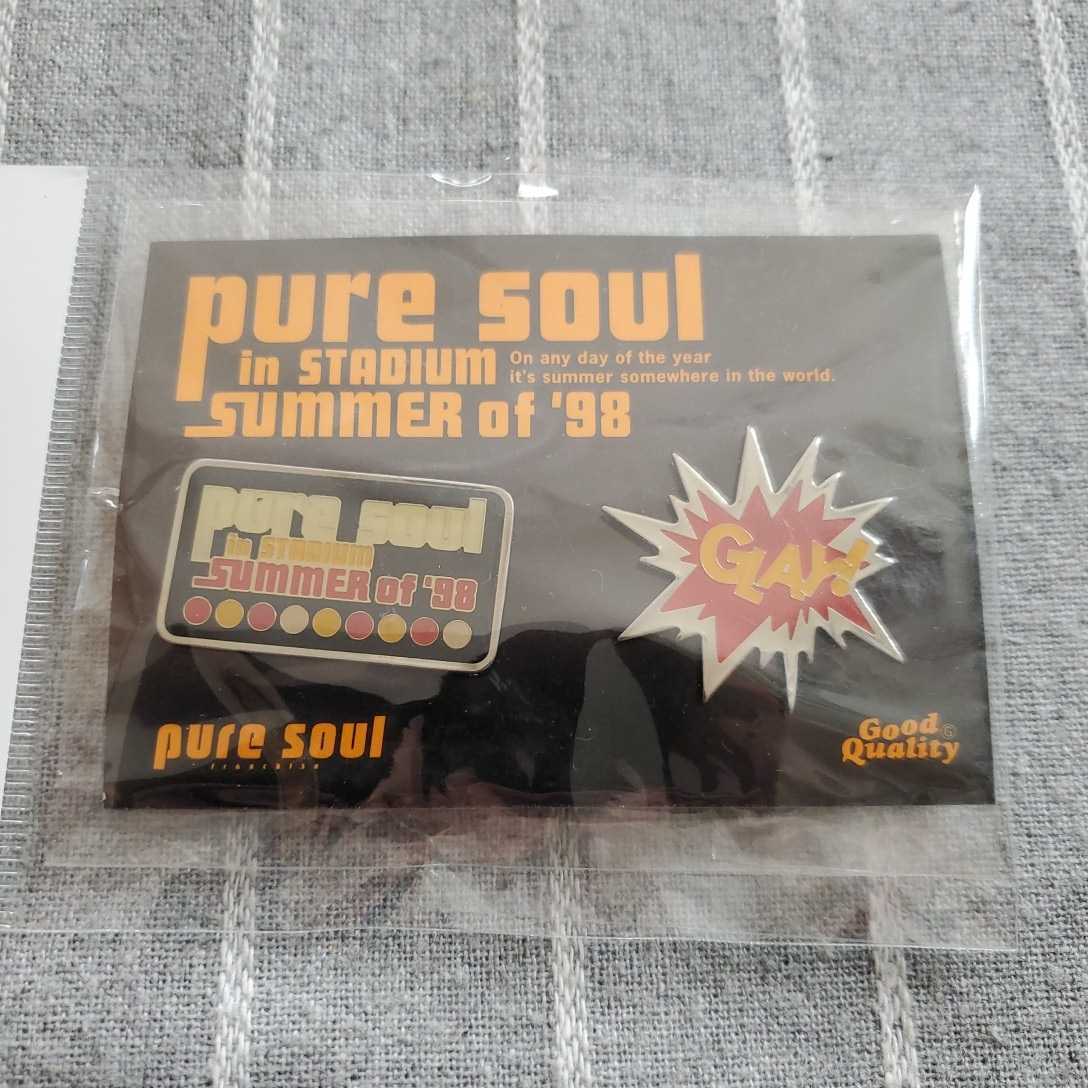 pure soul
in STADIUM
On any day of the year
it's summer somewhere in the world.
SUMMER of '98
pure soul
in STADIUM
SUMMER of '98
GLAY!
pure soul
Good
Quality
G